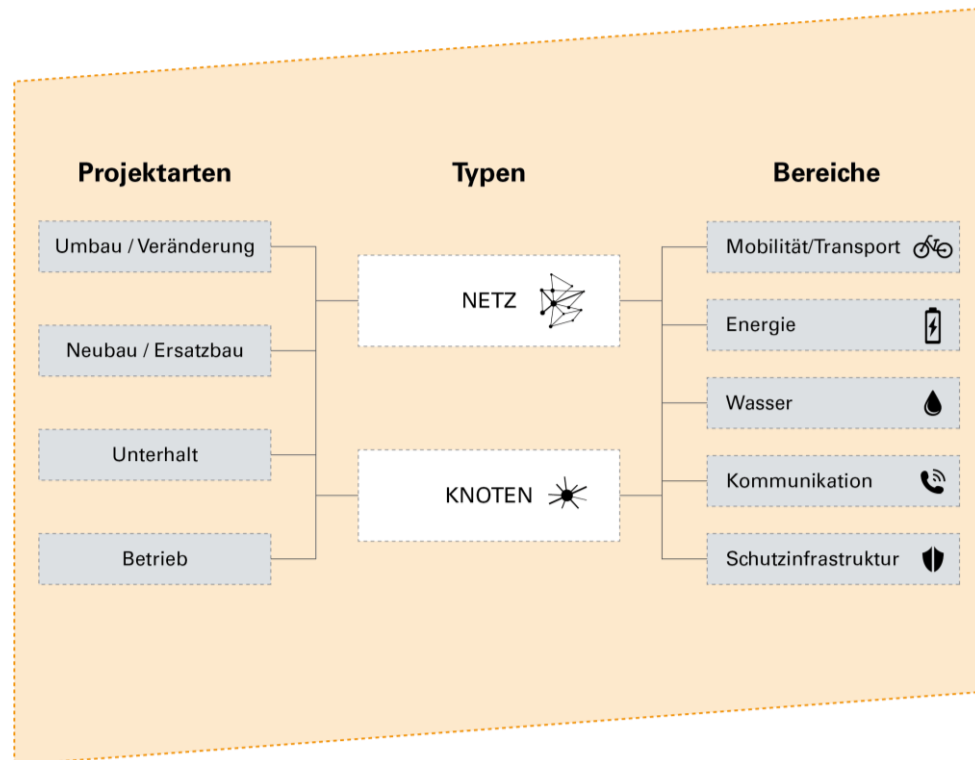 Projektarten
Umbau / Veränderung
Neubau / Ersatzbau
Unterhalt
Betrieb
Typen
NETZ
KNOTEN
Bereiche
Mobilität/Transport
Energie
Wasser
Kommunikation
Schutzinfrastruktur